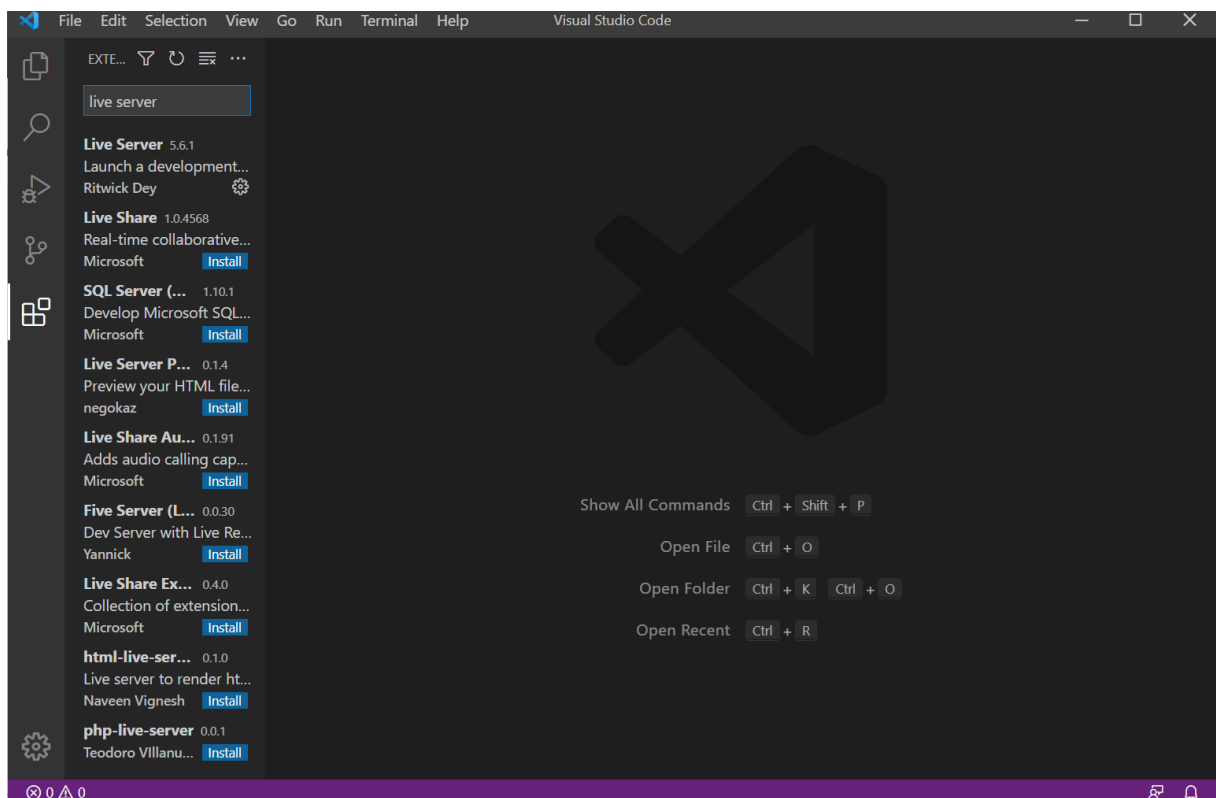 File Edit Selection View Go Run Terminal Help Visual Studio Code
EXTE...
live server
Live Server 5.6.1
Launch a development...
Ritwick Dey
Live Share 1.0.4568
Real-time collaborative...
Microsoft Install
SQL Server (... 1.10.1
Develop Microsoft SQL...
Microsoft Install
Live Server P... 0.1.4
Preview your HTML file...
negokaz Install
Live Share Au... 0.1.91
Adds audio calling cap...
Microsoft Install
Five Server (L... 0.0.30
Dev Server with Live Re...
Yannick Install
Live Share Ex... 0.4.0
Collection of extension...
Microsoft Install
html-live-ser... 0.1.0
Live server to render ht...
Naveen Vignesh Install
php-live-server 0.0.1
Teodoro VIllanu... Install
Show All Commands Ctrl + Shift + P
Open File Ctrl + O
Open Folder Ctrl + K Ctrl + O
Open Recent Ctrl + R
0 0